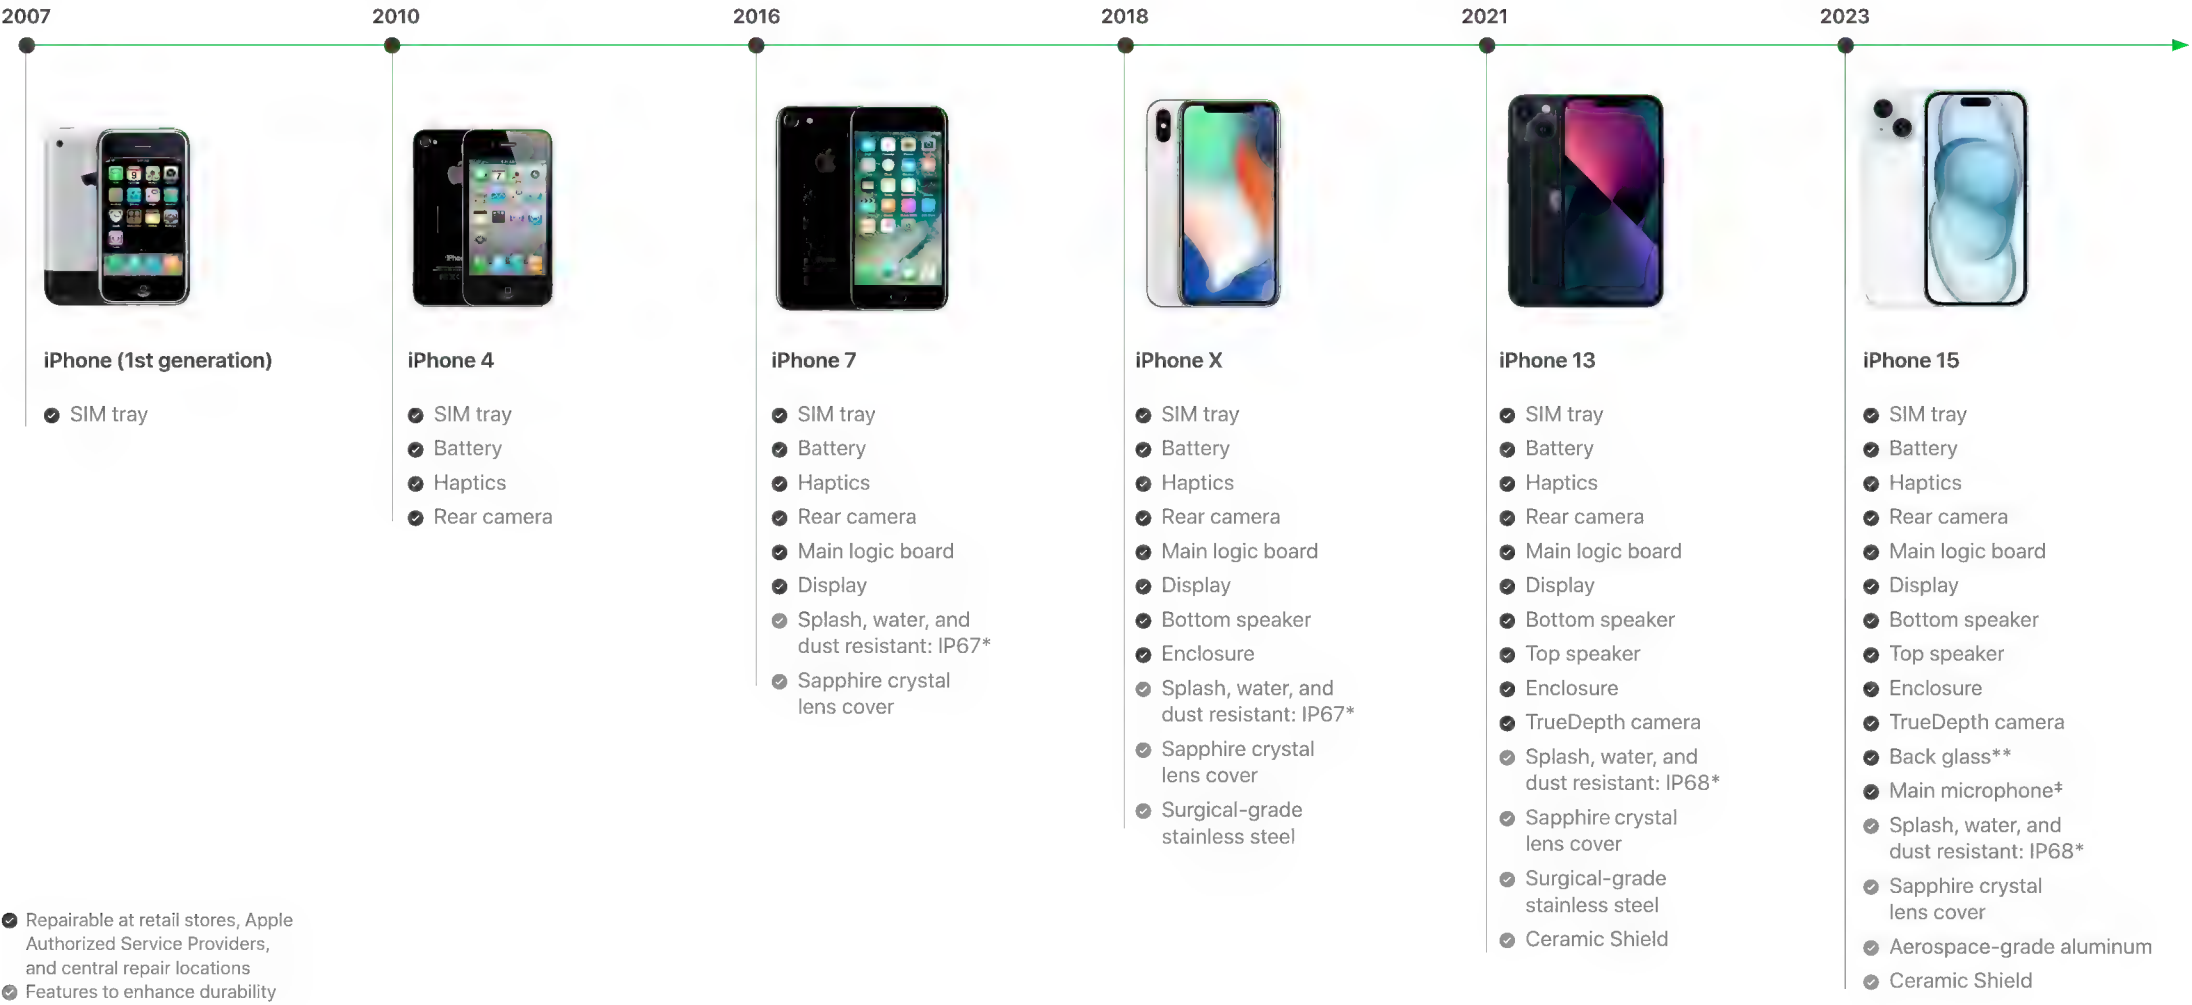 2007
2010
2016
2018
2021
2023
iPhone (1st generation)
SIM tray
iPhone 4
SIM tray
Battery
Haptics
Rear camera
iPhone 7
SIM tray
Battery
Haptics
Rear camera
Main logic board
Display
Splash, water, and
dust resistant: IP67*
Sapphire crystal
lens cover
iPhone X
SIM tray
Battery
Haptics
Rear camera
Main logic board
Display
Bottom speaker
Enclosure
Splash, water, and
dust resistant: IP67*
Sapphire crystal
lens cover
Surgical-grade
stainless steel
iPhone 13
SIM tray
Battery
Haptics
Rear camera
Main logic board
Display
Bottom speaker
Top speaker
Enclosure
TrueDepth camera
Splash, water, and
dust resistant: IP68*
Sapphire crystal
lens cover
Surgical-grade
stainless steel
Ceramic Shield
iPhone 15
SIM tray
Battery
Haptics
Rear camera
Main logic board
Display
Bottom speaker
Top speaker
Enclosure
TrueDepth camera
Back glass**
Main microphone‡
Splash, water, and
dust resistant: IP68*
Sapphire crystal
lens cover
Aerospace-grade aluminum
Ceramic Shield
Repairable at retail stores, Apple
Authorized Service Providers,
and central repair locations
Features to enhance durability